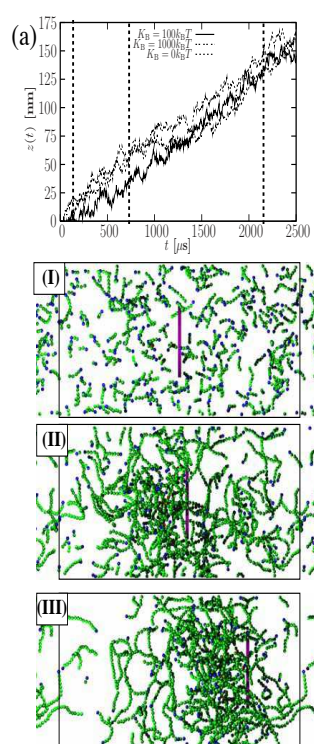 (a)
175
150
125
100
75
50
25
0
z(t) [nm]
K_B = 100k_BT
K_B = 1000k_BT
K_B = 0k_BT
0 500 1000 1500 2000 2500
t [μs]
(I)
(II)
(III)